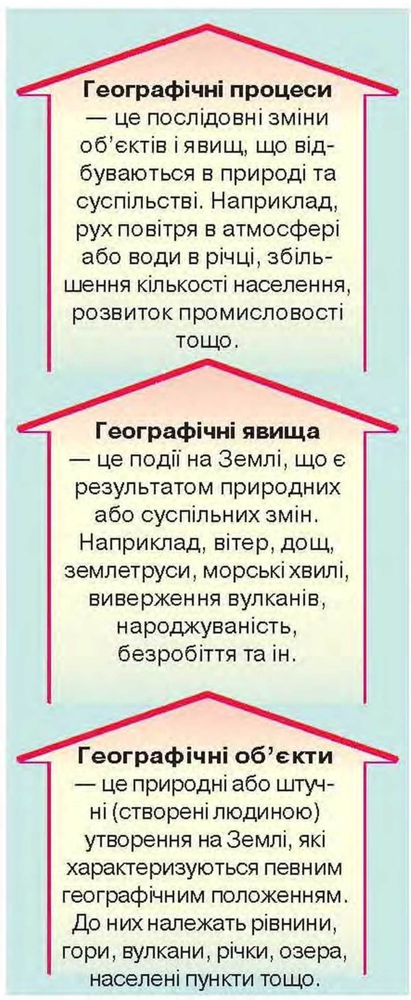 Географічні процеси
— це послідовні зміни
об’єктів і явищ, що від-
буваються в природі та
суспільстві. Наприклад,
рух повітря в атмосфері
або води в річці, збіль-
шення кількості населення,
розвиток промисловості
тощо.
Географічні явища
— це події на Землі, що є
результатом природних
або суспільних змін.
Наприклад, вітер, дощ,
землетруси, морські хвилі,
виверження вулканів,
народжуваність,
безробіття та ін.
Географічні об’єкти
— це природні або штуч-
ні (створені людиною)
утворення на Землі, які
характеризуються певним
географічним положенням.
До них належать рівнини,
гори, вулкани, річки, озера,
населені пункти тощо.